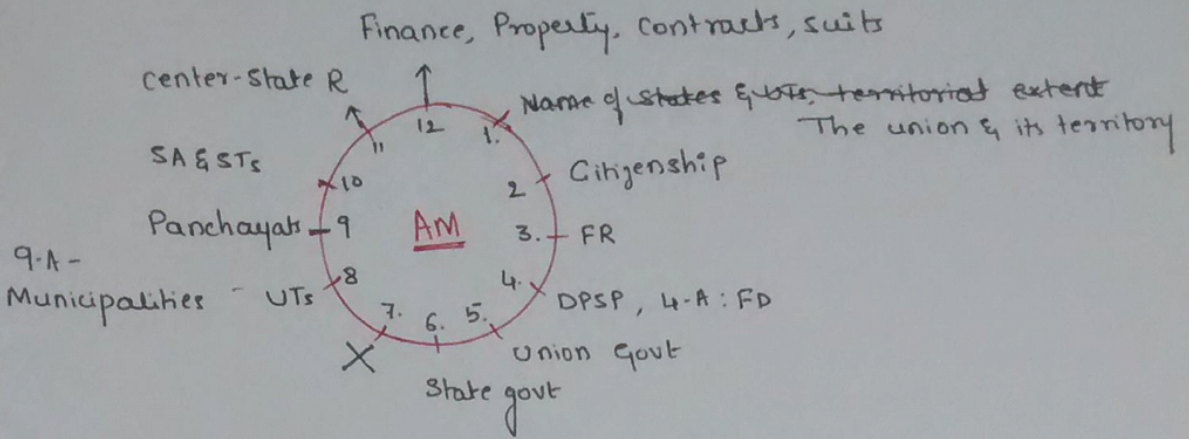 Finance, Property, Contracts, suits
Center-State R
12
1. Name of states & UTs, territorial extent
The union & its territory
11
SA & STs
10
2 Citizenship
Panchayats 9
AM
3. FR
9.A -
Municipalities - UTs
8
4. DPSP, 4-A : FD
7.
X
6.
State govt
5. Union Govt